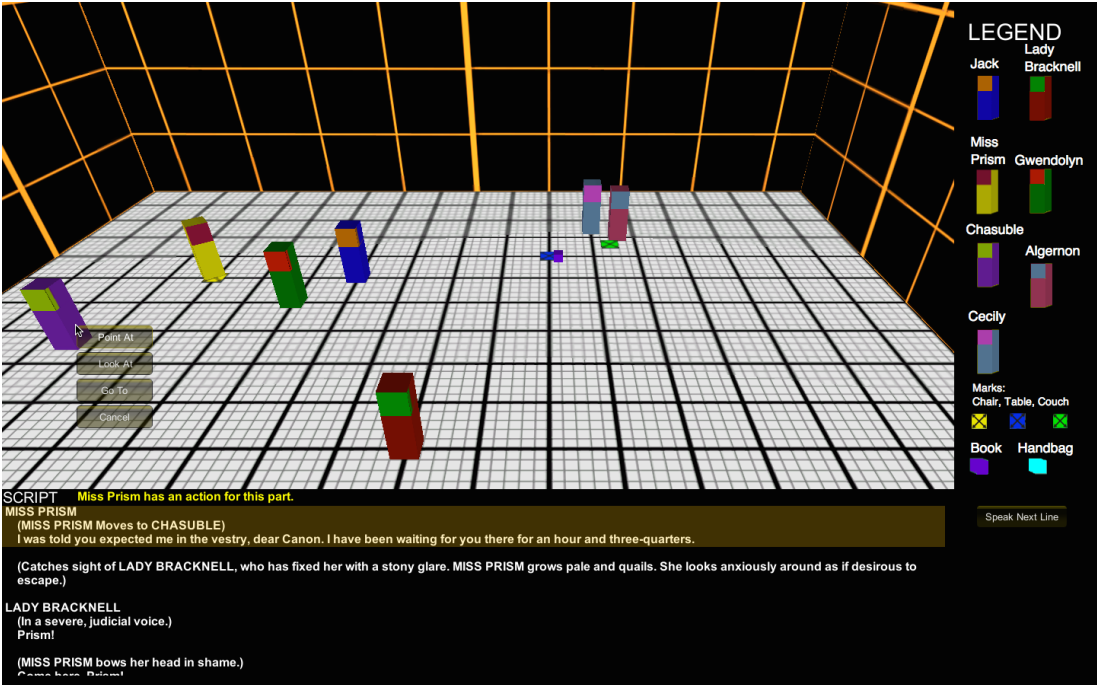 LEGEND
Jack
Lady
Bracknell
Miss
Prism
Gwendolyn
Chasuble
Algernon
Cecily
Marks:
Chair, Table, Couch
Book
Handbag
Speak Next Line
Point At
Look At
Go To
Cancel
SCRIPT
Miss Prism has an action for this part.
MISS PRISM
(MISS PRISM Moves to CHASUBLE)
I was told you expected me in the vestry, dear Canon. I have been waiting for you there for an hour and three-quarters.
(Catches sight of LADY BRACKNELL, who has fixed her with a stony glare. MISS PRISM grows pale and quails. She looks anxiously around as if desirous to
escape.)
LADY BRACKNELL
(In a severe, judicial voice.)
Prism!
(MISS PRISM bows her head in shame.)
Come here, Prism!